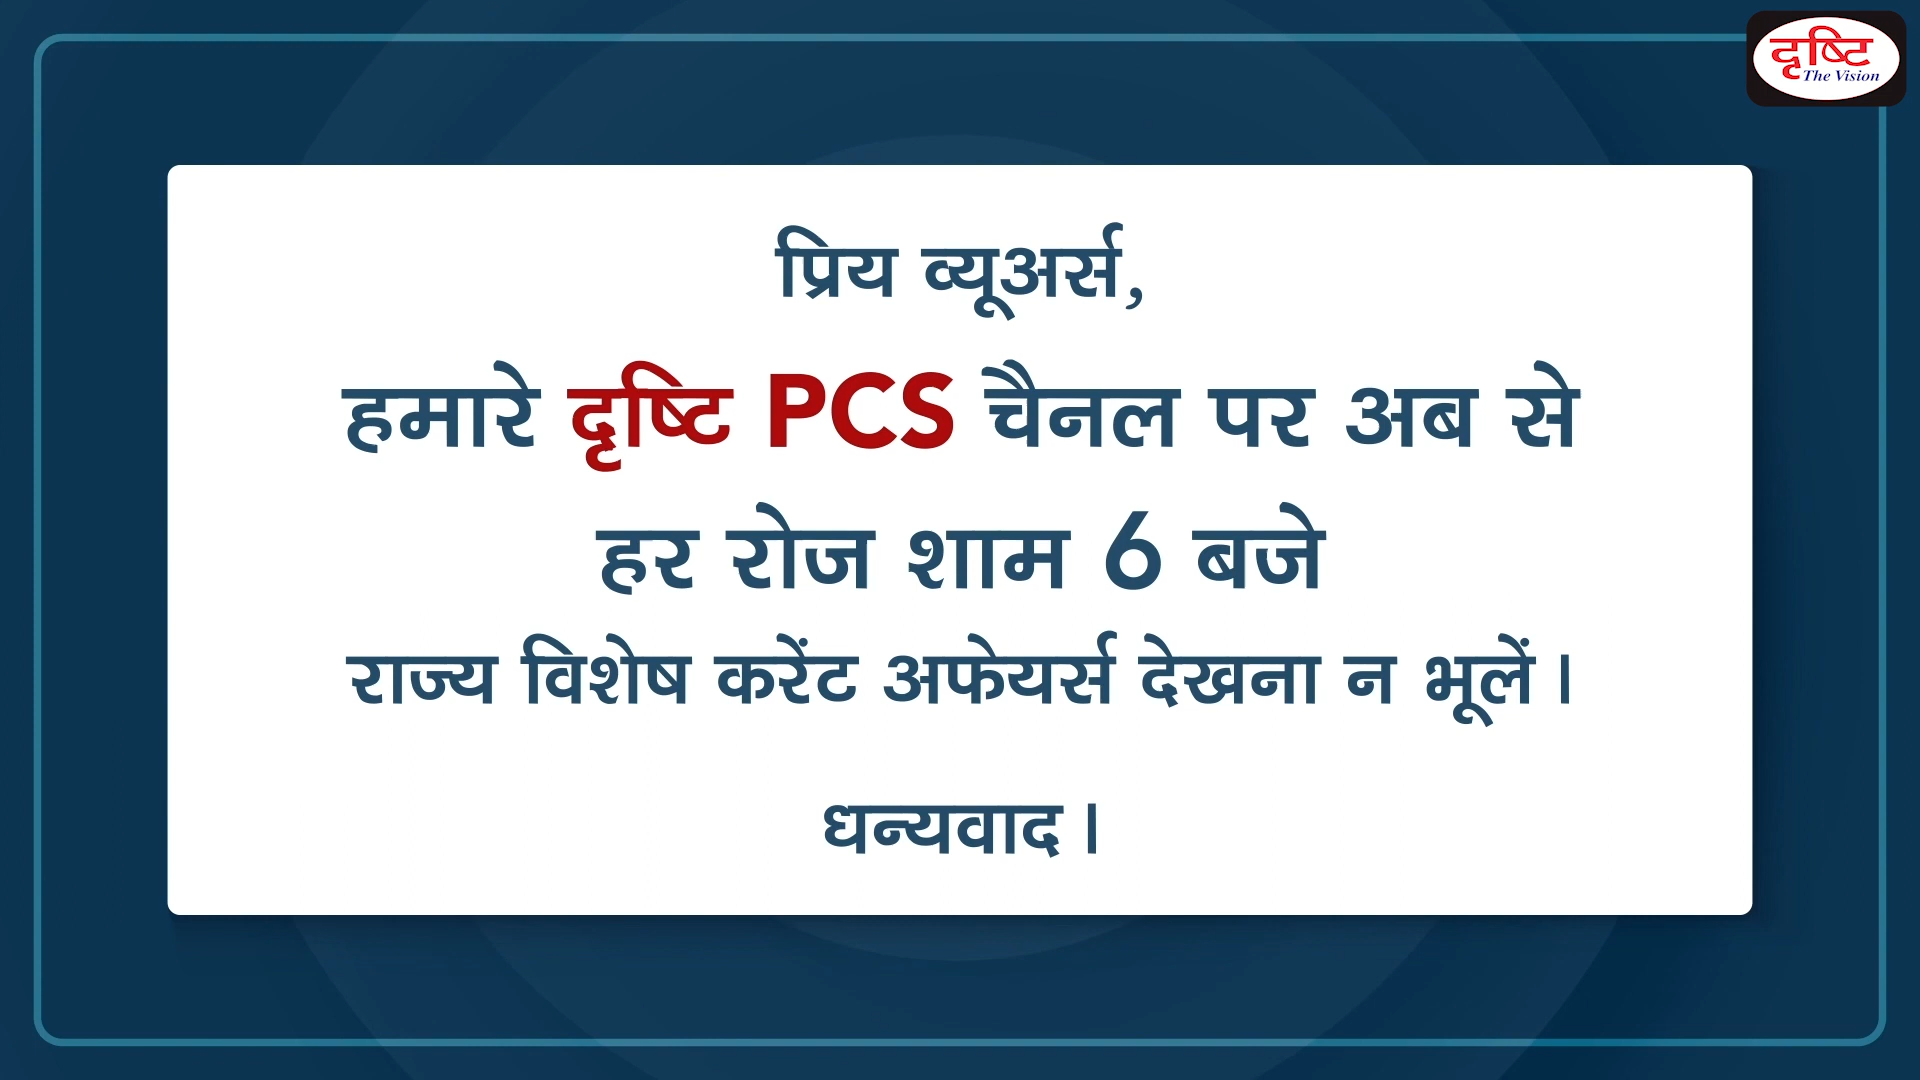 दृष्टि
The Vision
प्रिय व्यूअर्स,
हमारे दृष्टि PCS चैनल पर अब से
हर रोज शाम 6 बजे
राज्य विशेष करेंट अफेयर्स देखना न भूलें।
धन्यवाद।